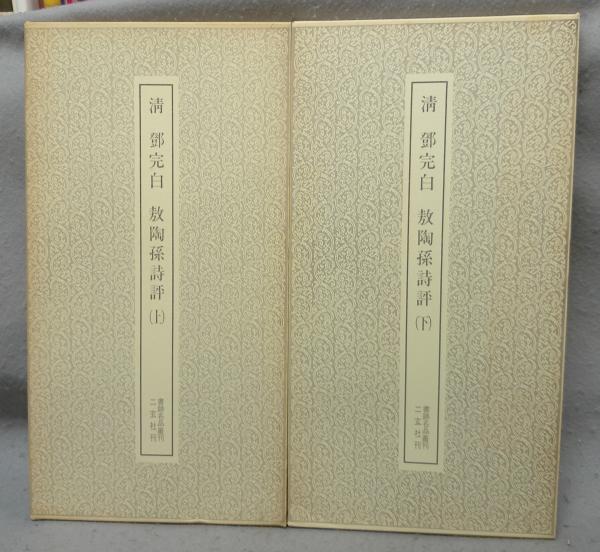 清 鄧完白 敖陶孫詩評(上)
書跡名品叢刊
二玄社刊
清 鄧完白 敖陶孫詩評(下)
書跡名品叢刊
二玄社刊